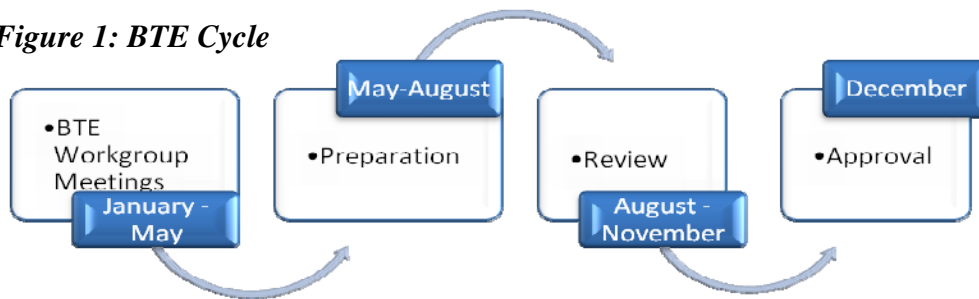 Figure 1: BTE Cycle
•BTE
Workgroup
Meetings
January -
May
May-August
•Preparation
•Review
August -
November
December
•Approval